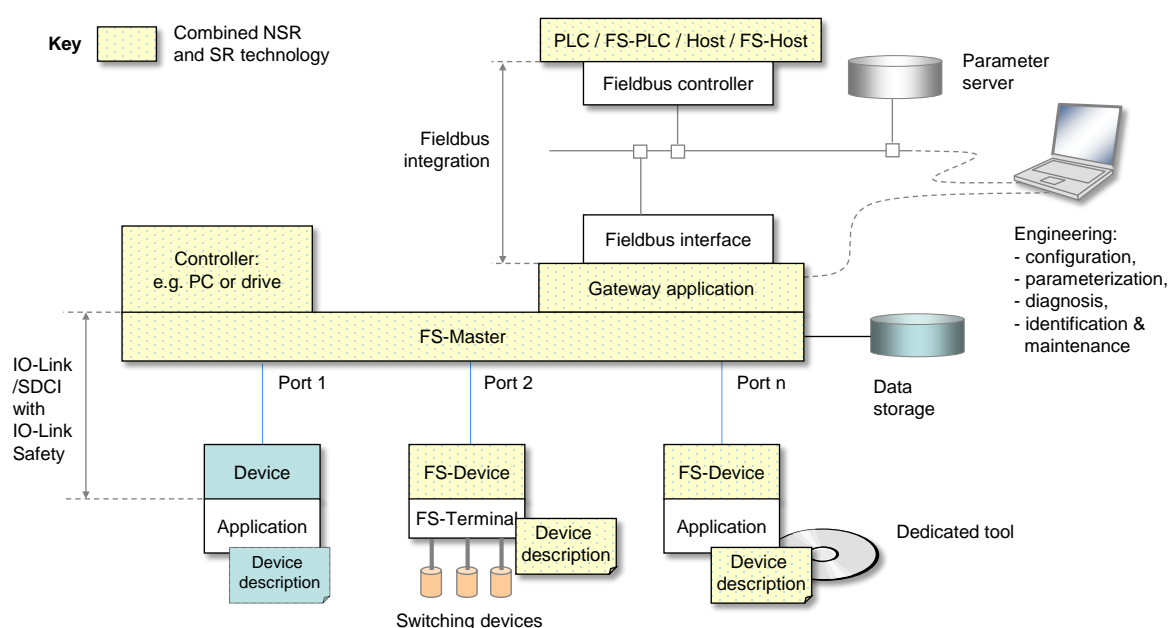 Key
Combined NSR
and SR technology
PLC / FS-PLC / Host / FS-Host
Fieldbus controller
Parameter
server
Fieldbus
integration
Fieldbus interface
Engineering:
- configuration,
- parameterization,
- diagnosis,
- identification &
maintenance
Controller:
e.g. PC or drive
Gateway application
FS-Master
Data
storage
IO-Link
/SDCI
with
IO-Link
Safety
Port 1
Port 2
Port n
Device
Application
Device
description
FS-Device
FS-Terminal
Device
description
Switching devices
FS-Device
Application
Device
description
Dedicated tool